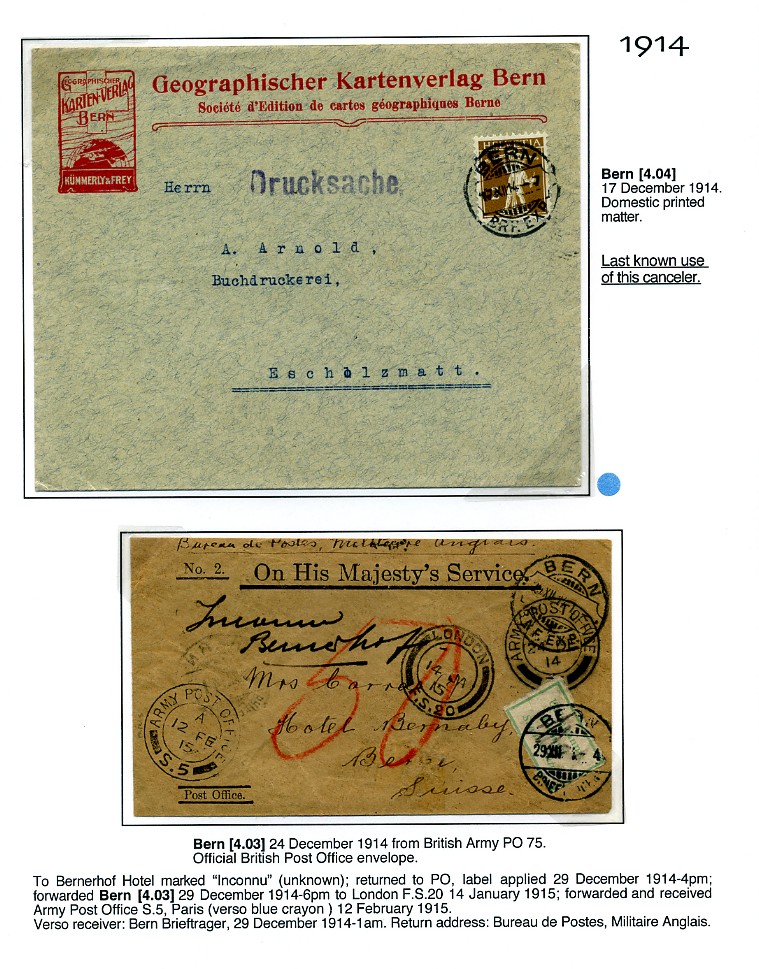 1914
GEOGRAPHISCHER
KARTEN-VERLAG
BERN
KÜMMERLY & FREY
Geographischer Kartenverlag Bern
Société d'Edition de cartes géographiques Berne
Herrn Drucksache
HELVETIA
BERN
BRF. EXP.
A. Arnold,
Buchdruckerei,
Escholzmatt.
Bern [4.04]
17 December 1914.
Domestic printed
matter.
Last known use
of this canceler.
Bureau de Postes, Militaire Anglais.
No. 2. On His Majesty's Service.
BERN
ARMY POST OFFICE
14
Inconnu
Bernerhof
LONDON
14 JA
15
F.S.20
Mrs
Hotel Bernaby,
Berne,
Suisse.
ARMY POST OFFICE
A
12 FE
15
S.5
BERN
29 XII 4
Post Office.
Bern [4.03] 24 December 1914 from British Army PO 75.
Official British Post Office envelope.
To Bernerhof Hotel marked "Inconnu" (unknown); returned to PO, label applied 29 December 1914-4pm;
forwarded Bern [4.03] 29 December 1914-6pm to London F.S.20 14 January 1915; forwarded and received
Army Post Office S.5, Paris (verso blue crayon ) 12 February 1915.
Verso receiver: Bern Brieftrager, 29 December 1914-1am. Return address: Bureau de Postes, Militaire Anglais.